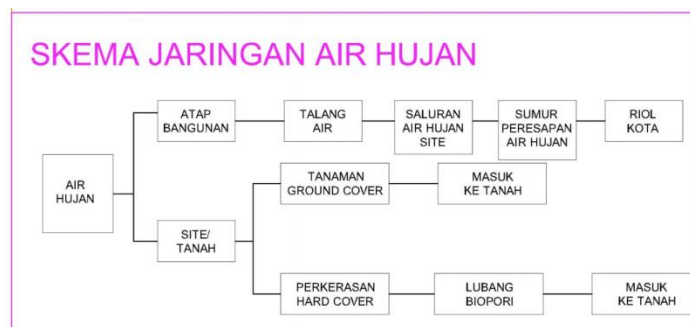 SKEMA JARINGAN AIR HUJAN
ATAP
BANGUNAN
TALANG
AIR
SALURAN
AIR HUJAN
SITE
SUMUR
PERESAPAN
AIR HUJAN
RIOL
KOTA
AIR
HUJAN
TANAMAN
GROUND COVER
MASUK
KE TANAH
SITE/
TANAH
PERKERASAN
HARD COVER
LUBANG
BIOPORI
MASUK
KE TANAH